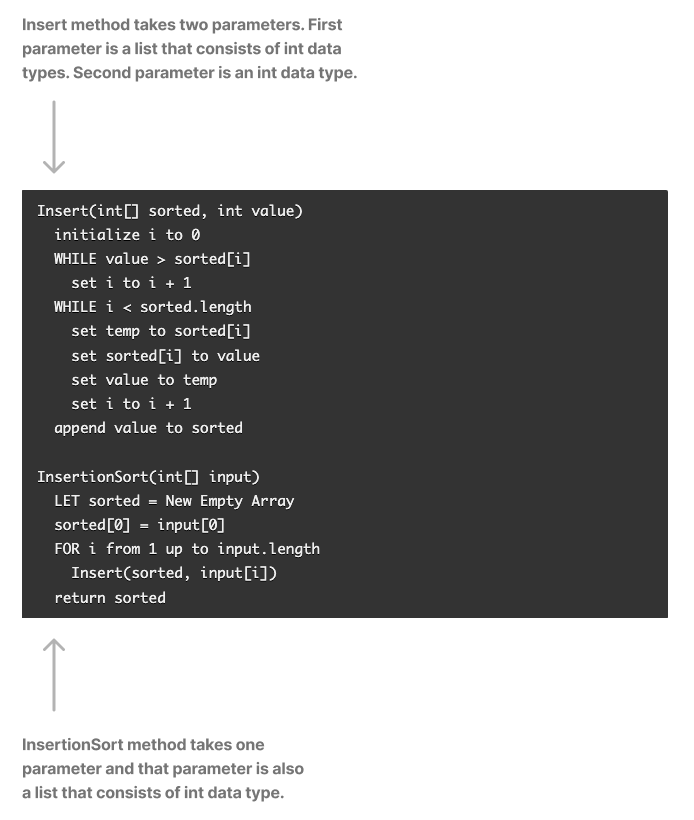 Insert method takes two parameters. First
parameter is a list that consists of int data
types. Second parameter is an int data type.
Insert(int[] sorted, int value)
  initialize i to 0
  WHILE value > sorted[i]
    set i to i + 1
  WHILE i < sorted.length
    set temp to sorted[i]
    set sorted[i] to value
    set value to temp
    set i to i + 1
  append value to sorted

InsertionSort(int[] input)
  LET sorted = New Empty Array
  sorted[0] = input[0]
  FOR i from 1 up to input.length
    Insert(sorted, input[i])
  return sorted
InsertionSort method takes one
parameter and that parameter is also
a list that consists of int data type.